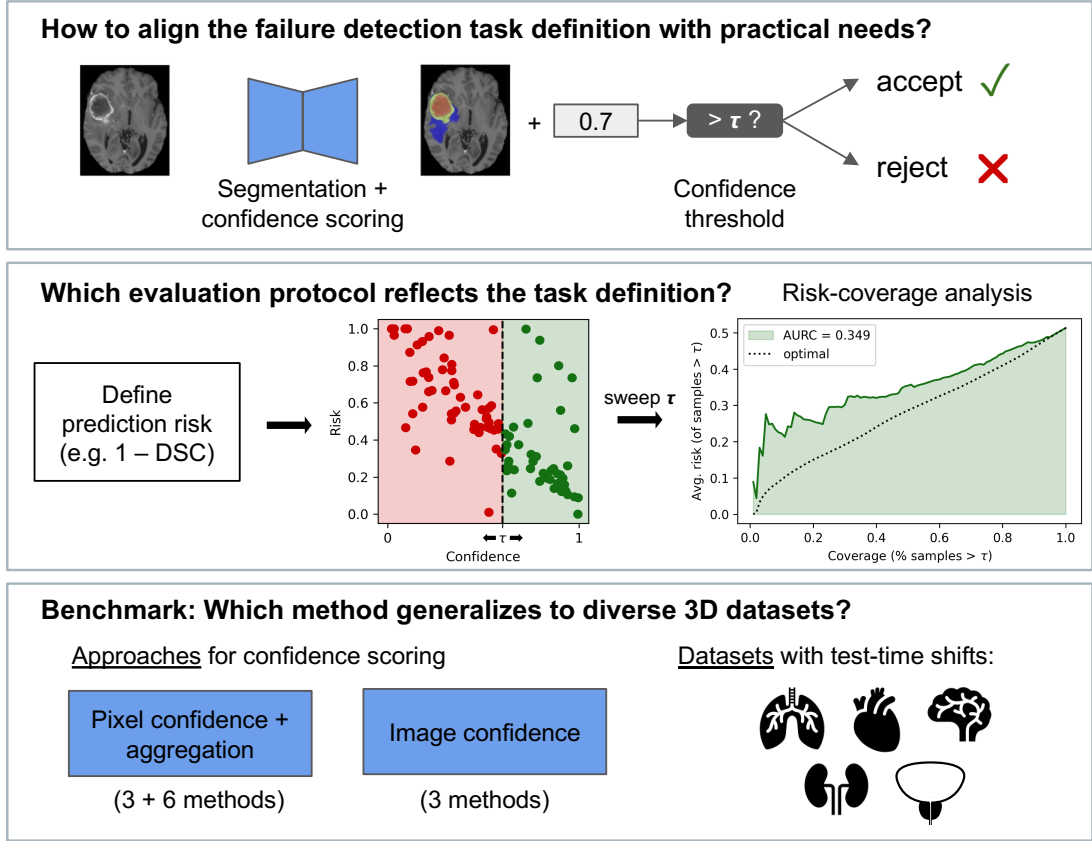 How to align the failure detection task definition with practical needs?
Segmentation +
confidence scoring
+
0.7
> τ ?
Confidence
threshold
accept
reject
Which evaluation protocol reflects the task definition?
Define
prediction risk
(e.g. 1 – DSC)
Risk
1.0
0.8
0.6
0.4
0.2
0.0
0
τ
1
Confidence
sweep τ
Risk-coverage analysis
AURC = 0.349
optimal
Avg. risk (of samples > τ)
0.5
0.4
0.3
0.2
0.1
0.0
0.0
0.2
0.4
0.6
0.8
1.0
Coverage (% samples > τ)
Benchmark: Which method generalizes to diverse 3D datasets?
Approaches for confidence scoring
Pixel confidence +
aggregation
(3 + 6 methods)
Image confidence
(3 methods)
Datasets with test-time shifts: